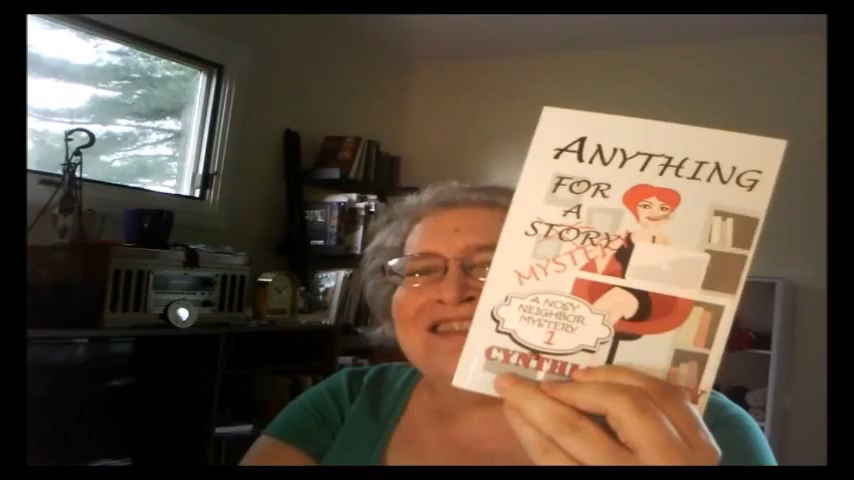 ANYTHING
FOR
A
STORY
MYSTERY
A NOSY
NEIGHBOR
MYSTERY
1